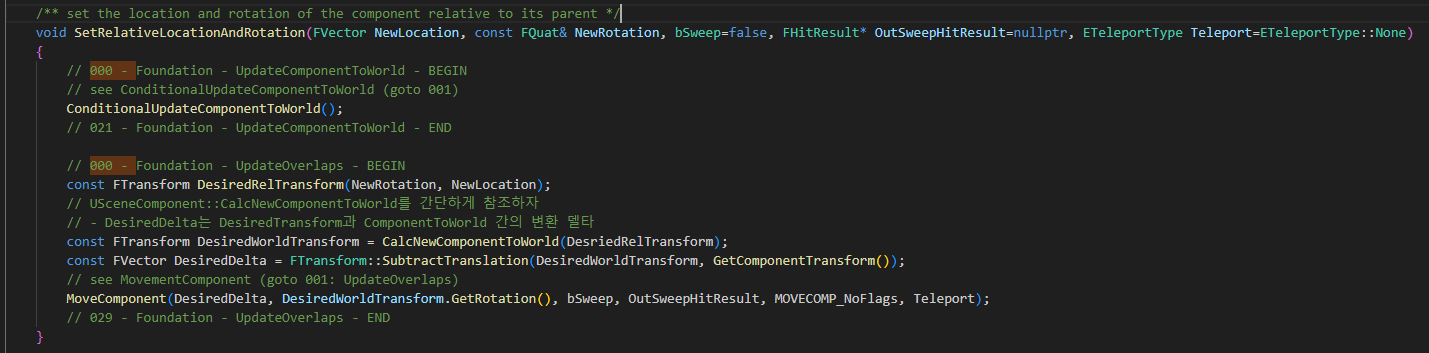 /** set the location and rotation of the component relative to its parent */
void SetRelativeLocationAndRotation(FVector NewLocation, const FQuat& NewRotation, bSweep=false, FHitResult* OutSweepHitResult=nullptr, ETeleportType Teleport=ETeleportType::None)
{
// 000 - Foundation - UpdateComponentToWorld - BEGIN
// see ConditionalUpdateComponentToWorld (goto 001)
ConditionalUpdateComponentToWorld();
// 021 - Foundation - UpdateComponentToWorld - END
// 000 - Foundation - UpdateOverlaps - BEGIN
const FTransform DesiredRelTransform(NewRotation, NewLocation);
// USceneComponent::CalcNewComponentToWorld를 간단하게 참조하자
// - DesiredDelta는 DesiredTransform과 ComponentToWorld 간의 변환 델타
const FTransform DesiredWorldTransform = CalcNewComponentToWorld(DesriedRelTransform);
const FVector DesiredDelta = FTransform::SubtractTranslation(DesiredWorldTransform, GetComponentTransform());
// see MovementComponent (goto 001: UpdateOverlaps)
MoveComponent(DesiredDelta, DesiredWorldTransform.GetRotation(), bSweep, OutSweepHitResult, MOVECOMP_NoFlags, Teleport);
// 029 - Foundation - UpdateOverlaps - END
}